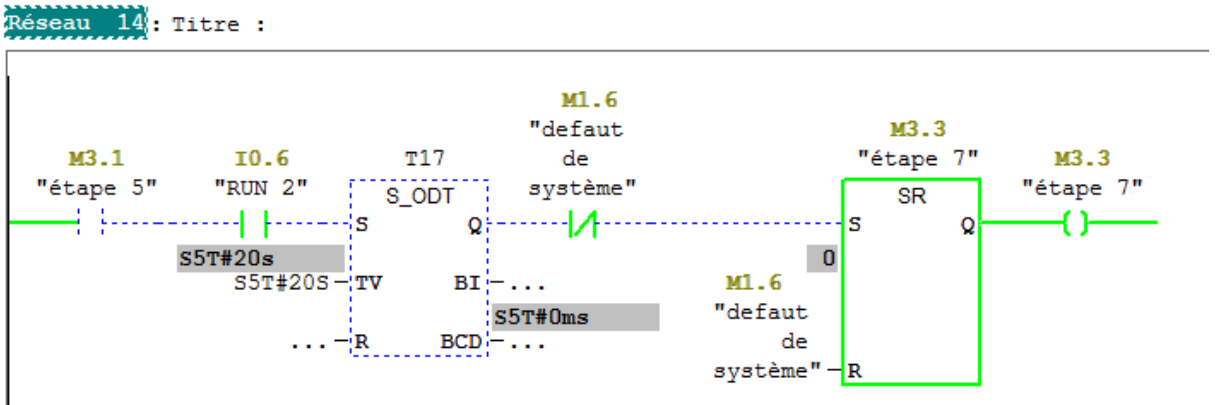 Réseau 14 : Titre :
M1.6
"defaut
de
système"
M3.1 I0.6 T17 M3.3 M3.3
"étape 5" "RUN 2" S_ODT "étape 7" SR "étape 7"
S Q S Q
S5T#20s 0
S5T#20S TV BI ...
S5T#0ms
... R BCD ...
M1.6
"defaut
de
système" R